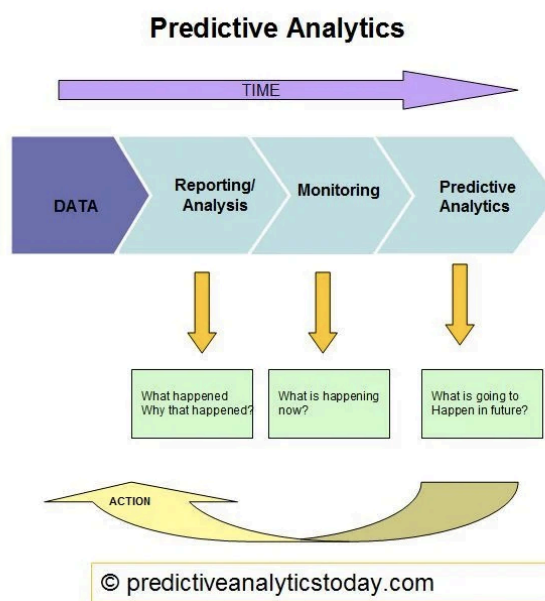 Predictive Analytics
TIME
DATA
Reporting/
Analysis
Monitoring
Predictive
Analytics
What happened
Why that happened?
What is happening
now?
What is going to
Happen in future?
ACTION
© predictiveanalyticstoday.com